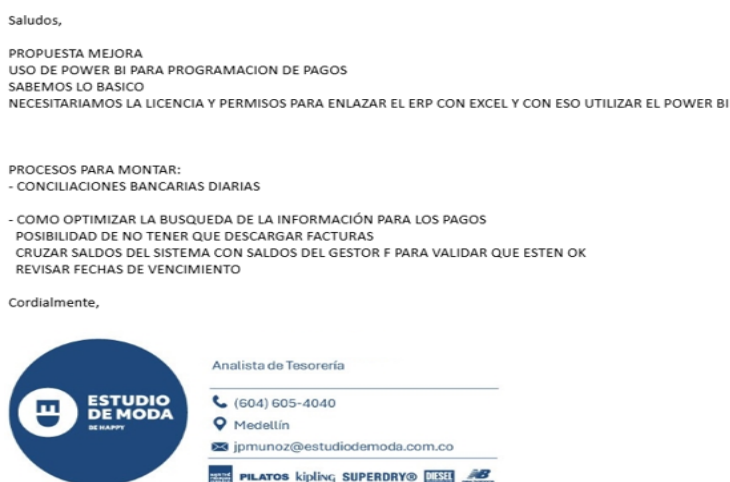 Saludos,
PROPUESTA MEJORA
USO DE POWER BI PARA PROGRAMACION DE PAGOS
SABEMOS LO BASICO
NECESITARIAMOS LA LICENCIA Y PERMISOS PARA ENLAZAR EL ERP CON EXCEL Y CON ESO UTILIZAR EL POWER BI
PROCESOS PARA MONTAR:
- CONCILIACIONES BANCARIAS DIARIAS
- COMO OPTIMIZAR LA BUSQUEDA DE LA INFORMACIÓN PARA LOS PAGOS
POSIBILIDAD DE NO TENER QUE DESCARGAR FACTURAS
CRUZAR SALDOS DEL SISTEMA CON SALDOS DEL GESTOR F PARA VALIDAR QUE ESTEN OK
REVISAR FECHAS DE VENCIMIENTO
Cordialmente,
ESTUDIO
DE MODA
BE HAPPY
Analista de Tesorería
(604) 605-4040
Medellín
jpmunoz@estudiodemoda.com.co
PILATOS kipling SUPERDRY® DIESEL NB